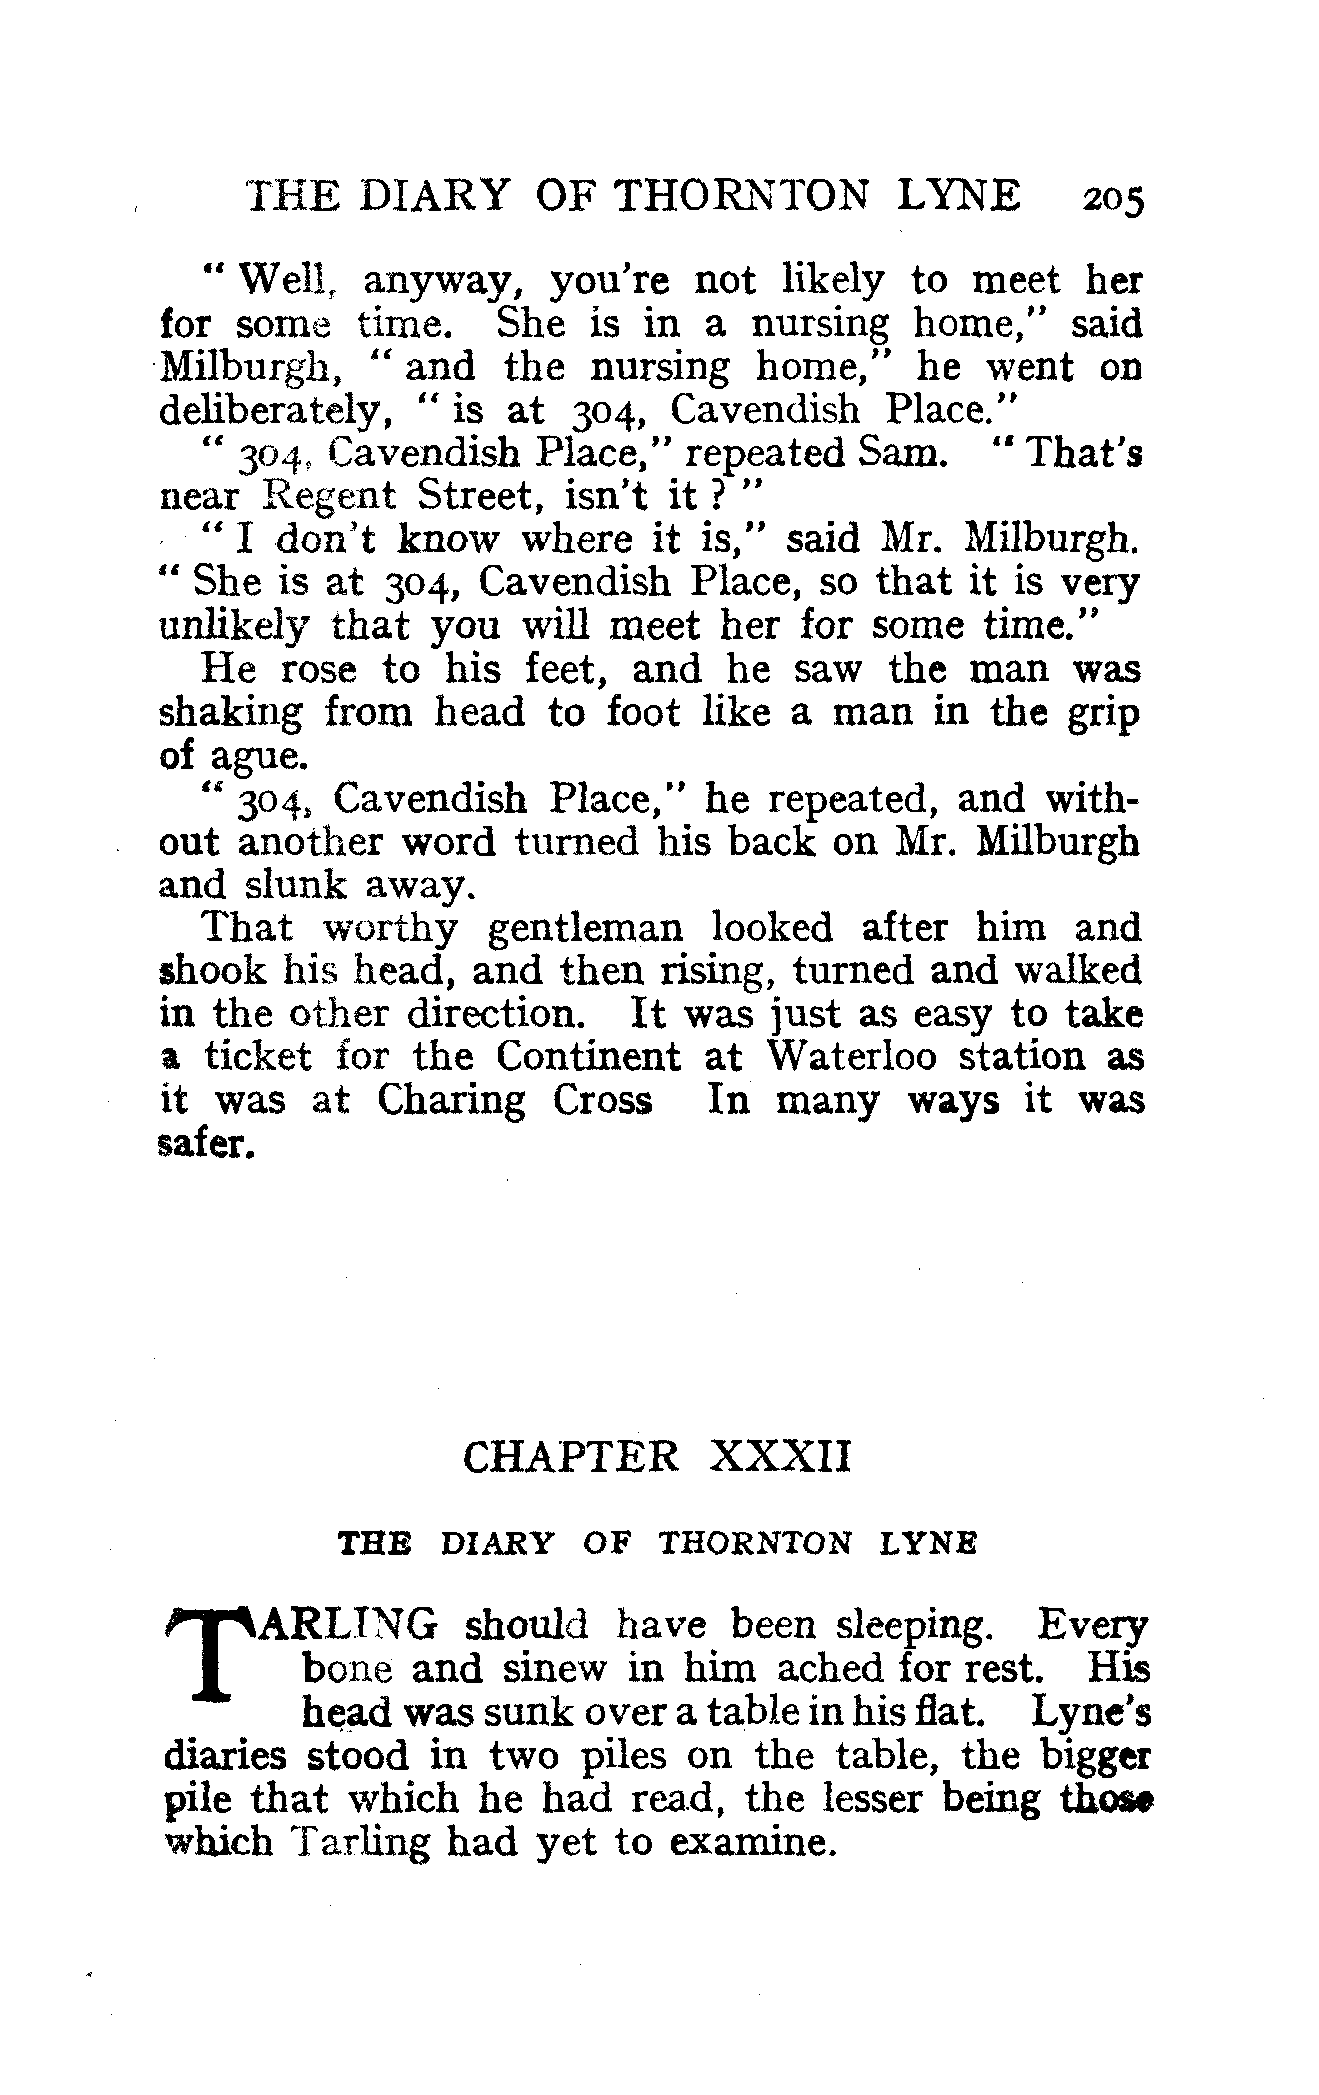 THE DIARY OF THORNTON LYNE 205
“ Well, anyway, you're not likely to meet her
for some time. She is in a nursing home,” said
Milburgh, “ and the nursing home,” he went on
deliberately, “ is at 304, Cavendish Place.”
“ 304, Cavendish Place,” repeated Sam. “ That's
near Regent Street, isn't it ? ”
“ I don't know where it is,” said Mr. Milburgh.
“ She is at 304, Cavendish Place, so that it is very
unlikely that you will meet her for some time.”
He rose to his feet, and he saw the man was
shaking from head to foot like a man in the grip
of ague.
“ 304, Cavendish Place,” he repeated, and with-
out another word turned his back on Mr. Milburgh
and slunk away.
That worthy gentleman looked after him and
shook his head, and then rising, turned and walked
in the other direction. It was just as easy to take
a ticket for the Continent at Waterloo station as
it was at Charing Cross In many ways it was
safer.
CHAPTER XXXII
THE DIARY OF THORNTON LYNE
TARLING should have been sleeping. Every
bone and sinew in him ached for rest. His
head was sunk over a table in his flat. Lyne's
diaries stood in two piles on the table, the bigger
pile that which he had read, the lesser being those
which Tarling had yet to examine.